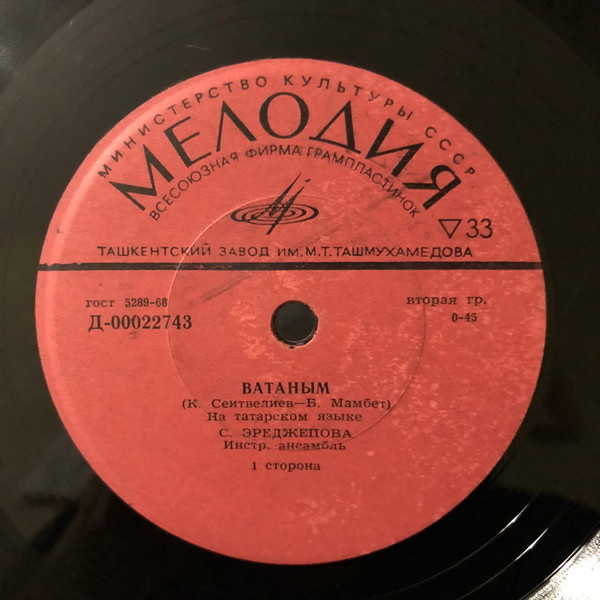 МИНИСТЕРСТВО КУЛЬТУРЫ СССР
МЕЛОДИЯ
ВСЕСОЮЗНАЯ ФИРМА ГРАМПЛАСТИНОК
▽33
ТАШКЕНТСКИЙ ЗАВОД ИМ. М. Т. ТАШМУХАМЕДОВА
гост 5289-68
Д-00022743
вторая гр.
0-45
ВАТАНЫМ
(К. Сеитвелиев—Б. Мамбет)
На татарском языке
С. ЭРЕДЖЕПОВА
Инстр. ансамбль
1 сторона